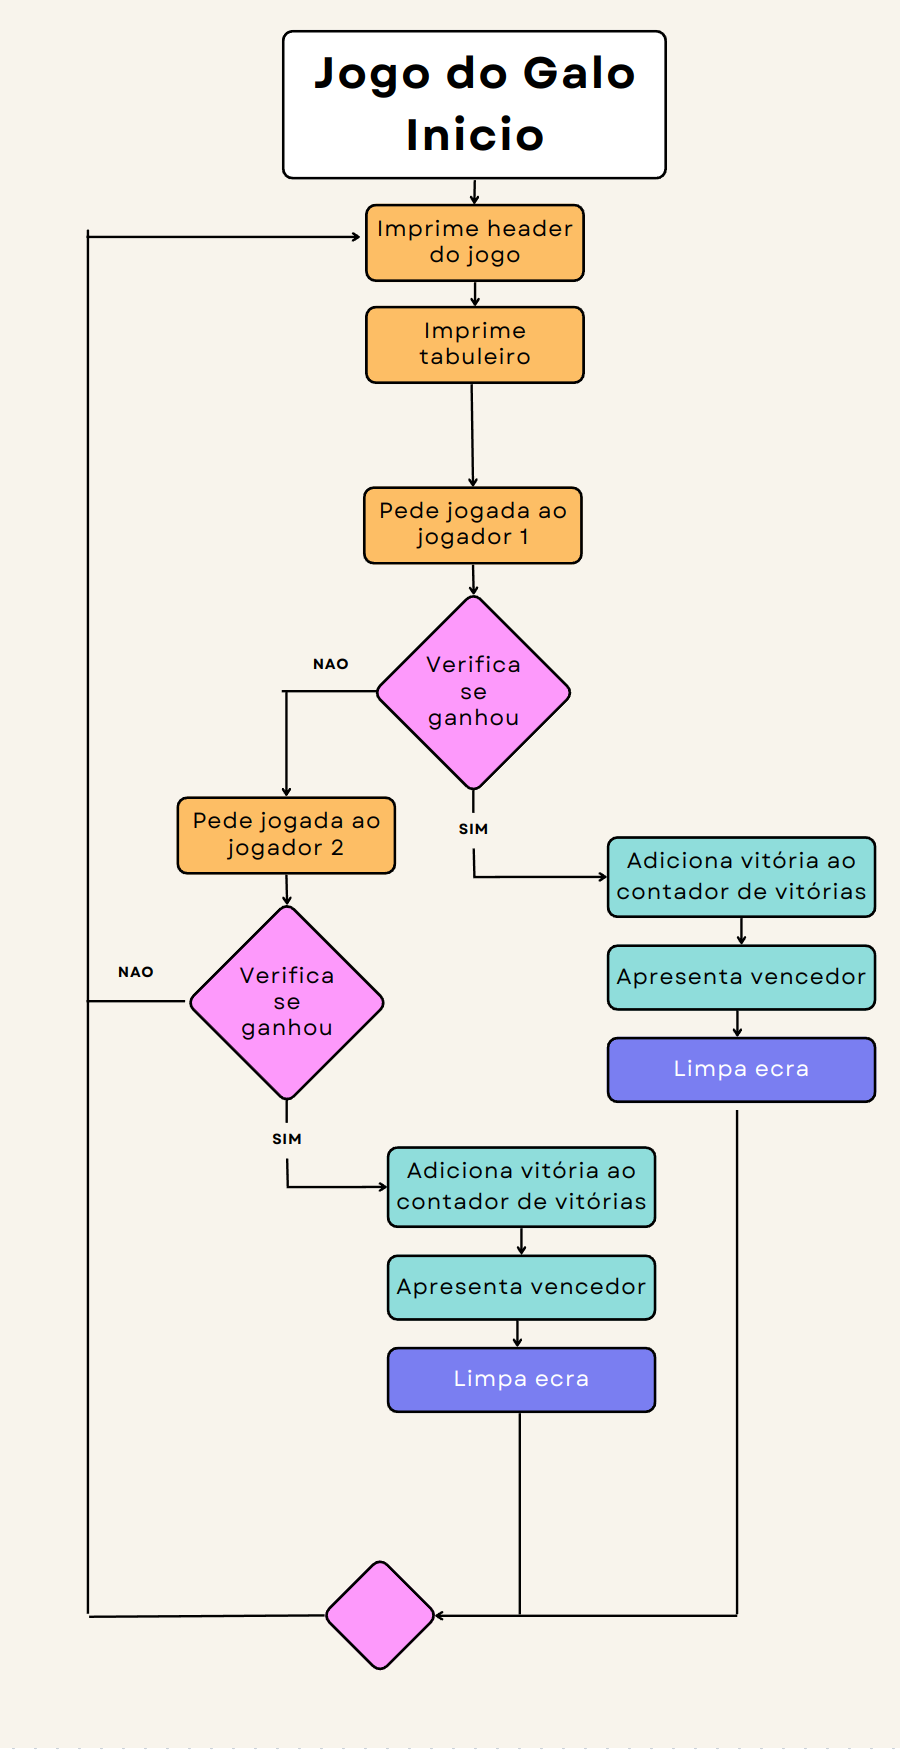 Jogo do Galo
Inicio
Imprime header
do jogo
Imprime
tabuleiro
Pede jogada ao
jogador 1
NAO
Verifica
se
ganhou
Pede jogada ao
jogador 2
SIM
Adiciona vitória ao
contador de vitórias
NAO
Verifica
se
ganhou
Apresenta vencedor
Limpa ecra
SIM
Adiciona vitória ao
contador de vitórias
Apresenta vencedor
Limpa ecra